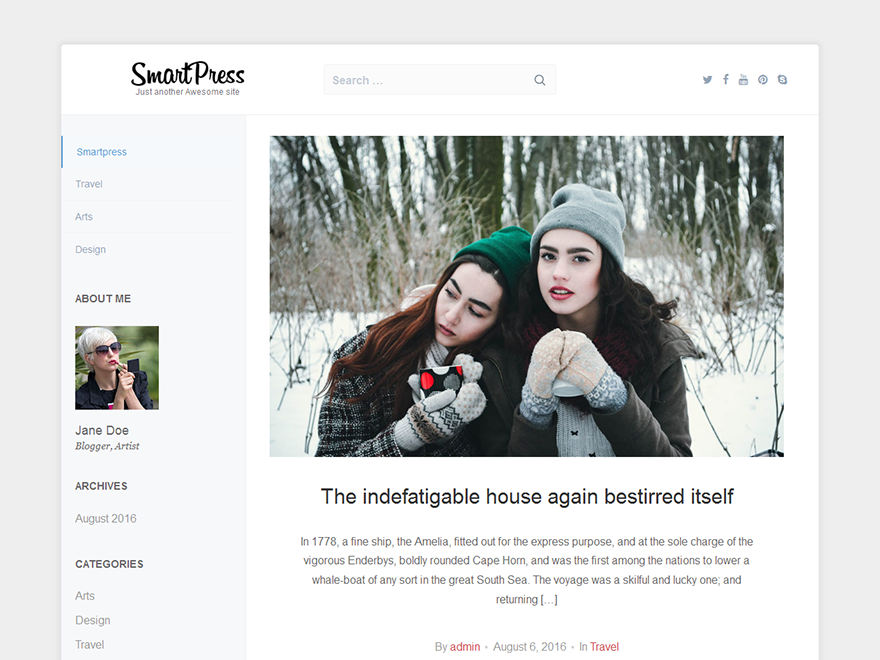 SmartPress
Just another Awesome site
Search ...
Smartpress
Travel
Arts
Design
ABOUT ME
Jane Doe
Blogger, Artist
ARCHIVES
August 2016
CATEGORIES
Arts
Design
Travel
The indefatigable house again bestirred itself
In 1778, a fine ship, the Amelia, fitted out for the express purpose, and at the sole charge of the
vigorous Enderbys, boldly rounded Cape Horn, and was the first among the nations to lower a
whale-boat of any sort in the great South Sea. The voyage was a skilful and lucky one; and
returning […]
By admin • August 6, 2016 • In Travel